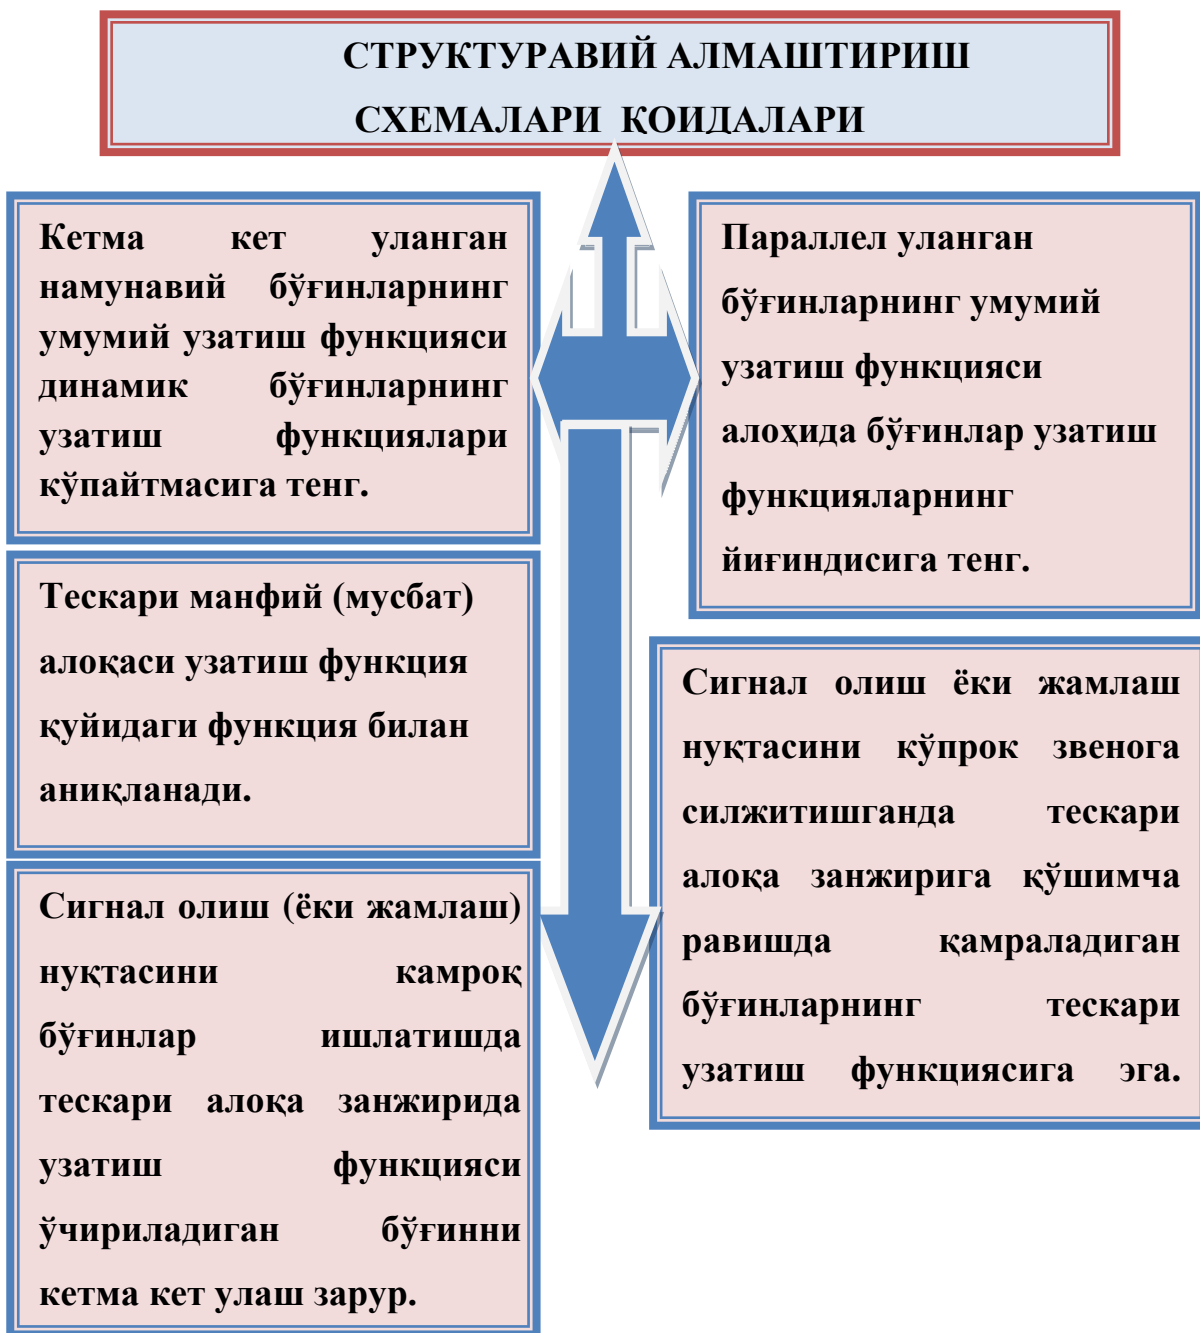 СТРУКТУРАВИЙ АЛМАШТИРИШ
СХЕМАЛАРИ ҚОИДАЛАРИ
Кетма кет уланган
намунавий бўғинларнинг
умумий узатиш функцияси
динамик бўғинларнинг
узатиш функциялари
кўпайтмасига тенг.
Параллел уланган
бўғинларнинг умумий
узатиш функцияси
алоҳида бўғинлар узатиш
функцияларнинг
йиғиндисига тенг.
Тескари манфий (мусбат)
алоқаси узатиш функция
қуйидаги функция билан
аниқланади.
Сигнал олиш ёки жамлаш
нуқтасини кўпрок звенога
силжитишганда тескари
алоқа занжирига қўшимча
равишда қамраладиган
бўғинларнинг тескари
узатиш функциясига эга.
Сигнал олиш (ёки жамлаш)
нуқтасини камроқ
бўғинлар ишлатишда
тескари алоқа занжирида
узатиш функцияси
ўчириладиган бўғинни
кетма кет улаш зарур.